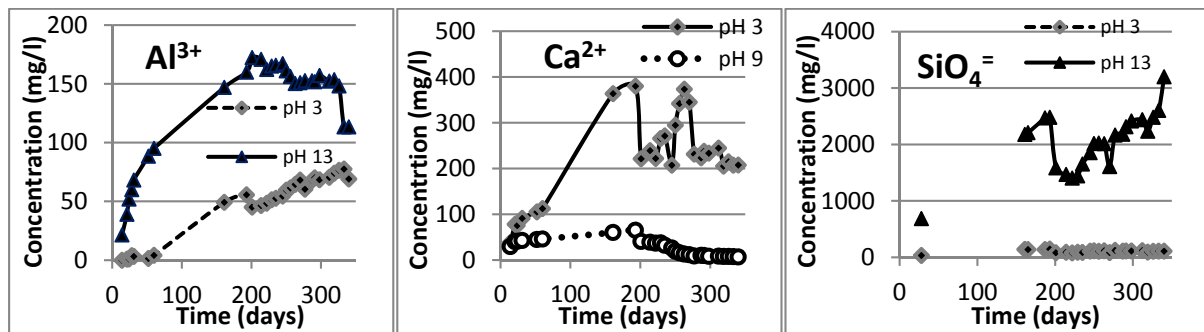 Al3+
Concentration (mg/l)
200
150
100
50
0
pH 3
pH 13
0 100 200 300
Time (days)
Ca2+
Concentrtion (mg/l)
500
400
300
200
100
0
pH 3
pH 9
0 100 200 300
Time (days)
SiO4=
Concentration (mg/l)
4000
3000
2000
1000
0
pH 3
pH 13
0 100 200 300
Time (days)